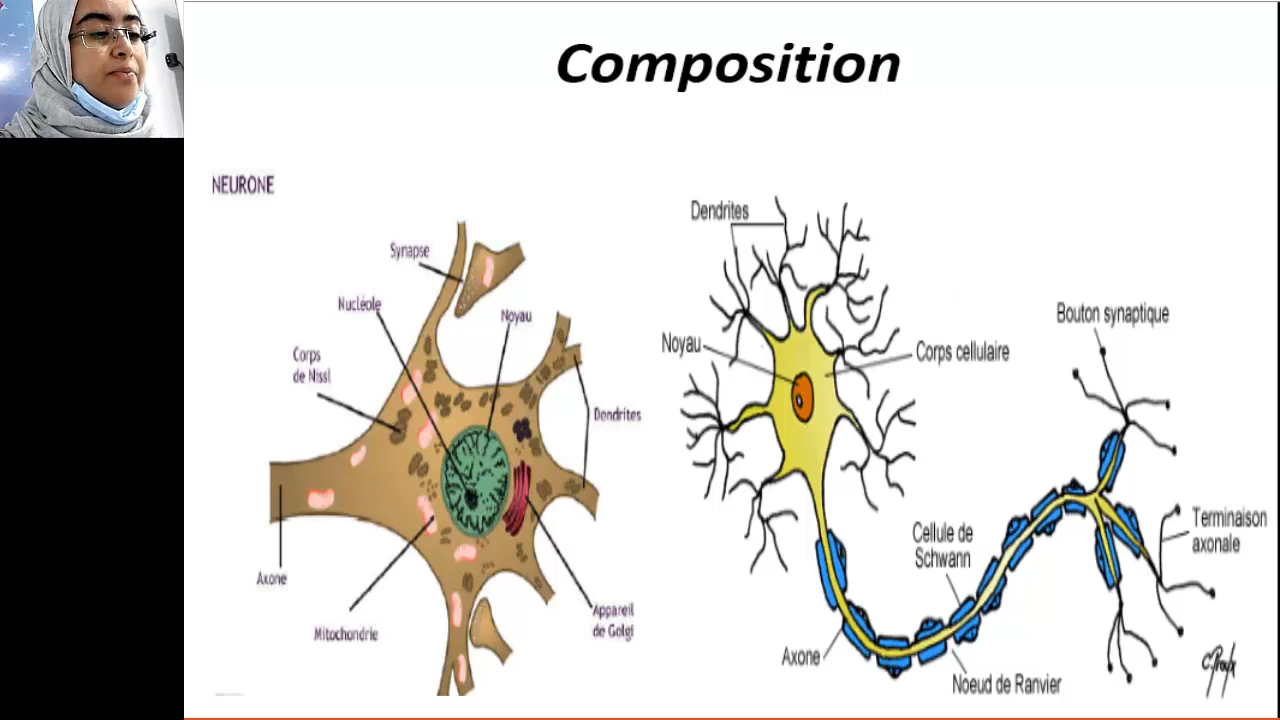 Composition
NEURONE
Synapse
Nucléole
Noyau
Corps
de Nissl
Dendrites
Axone
Mitochondrie
Appareil
de Golgi
Dendrites
Noyau
Corps cellulaire
Bouton synaptique
Cellule de
Schwann
Terminaison
axonale
Axone
Noeud de Ranvier